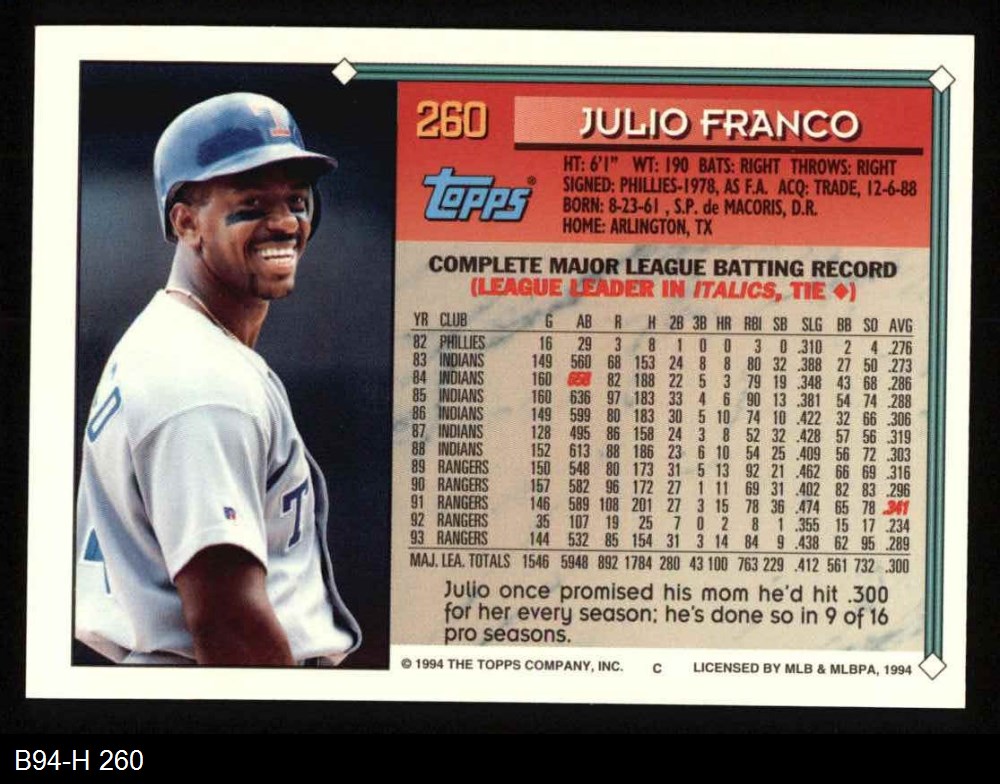 260 JULIO FRANCO
Topps®
HT: 6'1" WT: 190 BATS: RIGHT THROWS: RIGHT
SIGNED: PHILLIES-1978, AS F.A. ACQ: TRADE, 12-6-88
BORN: 8-23-61 , S.P. de MACORIS, D.R.
HOME: ARLINGTON, TX
COMPLETE MAJOR LEAGUE BATTING RECORD
(LEAGUE LEADER IN ITALICS, TIE ◆)
YR CLUB G AB R H 2B 3B HR RBI SB SLG BB SO AVG
82 PHILLIES 16 29 3 8 1 0 0 3 0 .310 2 4 .276
83 INDIANS 149 560 68 153 24 8 8 80 32 .388 27 50 .273
84 INDIANS 160 658 82 188 22 5 3 79 19 .348 43 68 .286
85 INDIANS 160 636 97 183 33 4 6 90 13 .381 54 74 .288
86 INDIANS 149 599 80 183 30 5 10 74 10 .422 32 66 .306
87 INDIANS 128 495 86 158 24 3 8 52 32 .428 57 56 .319
88 INDIANS 152 613 88 186 23 6 10 54 25 .409 56 72 .303
89 RANGERS 150 548 80 173 31 5 13 92 21 .462 66 69 .316
90 RANGERS 157 582 96 172 27 1 11 69 31 .402 82 83 .296
91 RANGERS 146 589 108 201 27 3 15 78 36 .474 65 78 .341
92 RANGERS 35 107 19 25 7 0 2 8 1 .355 15 17 .234
93 RANGERS 144 532 85 154 31 3 14 84 9 .438 62 95 .289
MAJ. LEA. TOTALS 1546 5948 892 1784 280 43 100 763 229 .412 561 732 .300
Julio once promised his mom he'd hit .300
for her every season; he's done so in 9 of 16
pro seasons.
© 1994 THE TOPPS COMPANY, INC. C LICENSED BY MLB & MLBPA, 1994
T
T
B94-H 260